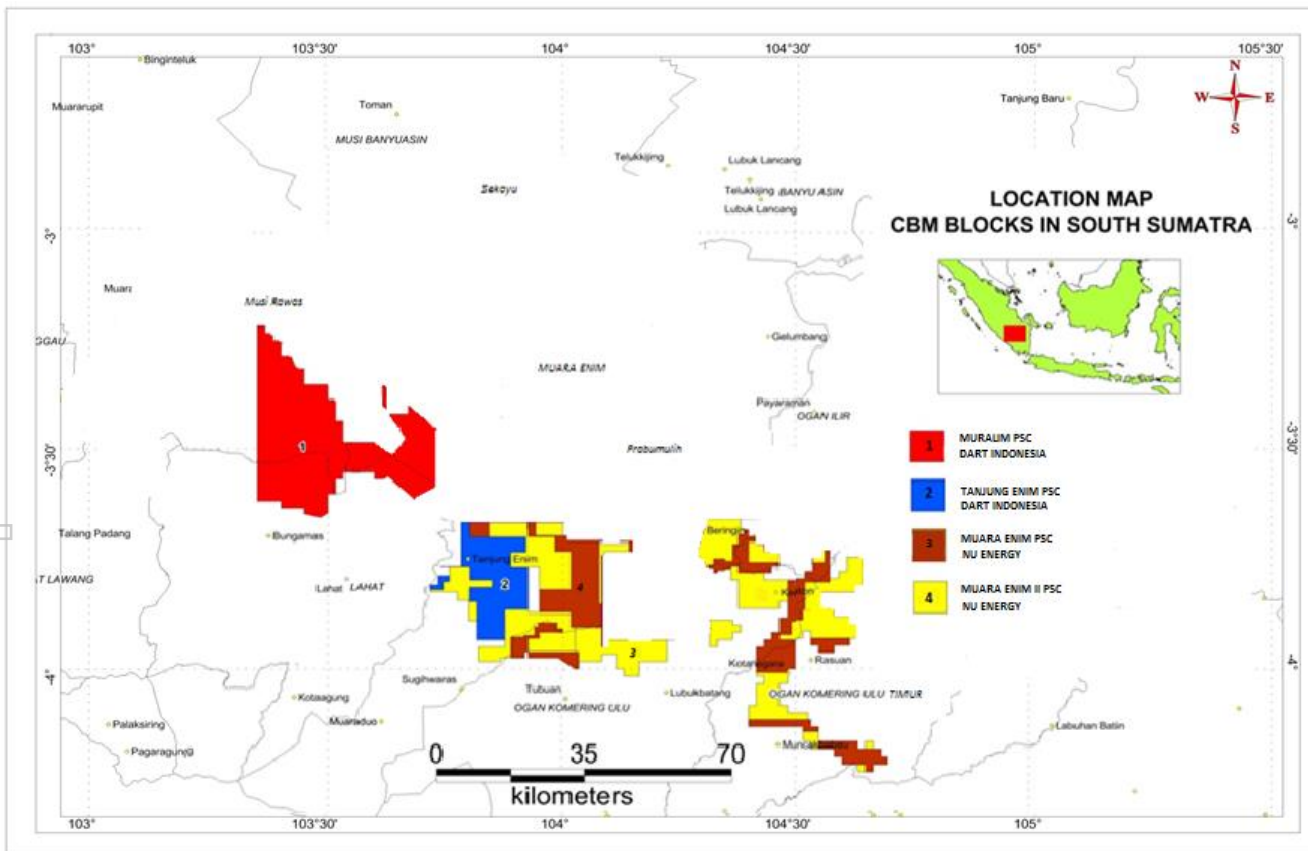 103°
103°30'
104°
104°30'
105°
105°30'
Binginteluk
Muararupit
Toman
MUSI BANYUASIN
Tanjung Baru
N
W
E
S
Telukkijing
Lubuk Lancang
Telukkijing
BANYU ASIN
Lubuk Lancang
Sekayu
LOCATION MAP
CBM BLOCKS IN SOUTH SUMATRA
-3°
-3°
Muara
Musi Rawas
GGAU
Gelumbang
MUARA ENIM
Payaraman
OGAN ILIR
1
Prabumulih
-3°30'
-3°30'
1
MURALIM PSC
DART INDONESIA
2
TANJUNG ENIM PSC
DART INDONESIA
3
MUARA ENIM PSC
NU ENERGY
4
MUARA ENIM II PSC
NU ENERGY
Talang Padang
Bungamas
Tanjung Enim
AT LAWANG
Lahat
LAHAT
2
4
3
Rasuan
-4°
-4°
Sugihwaras
Tubuan
Lubukbatang
OGAN KOMERING ULU
OGAN KOMERING ULU TIMUR
Kotaagung
Muaraduo
Palaksiring
Pagaragung
Labuhan Batin
0
35
70
kilometers
103°
103°30'
104°
104°30'
105°